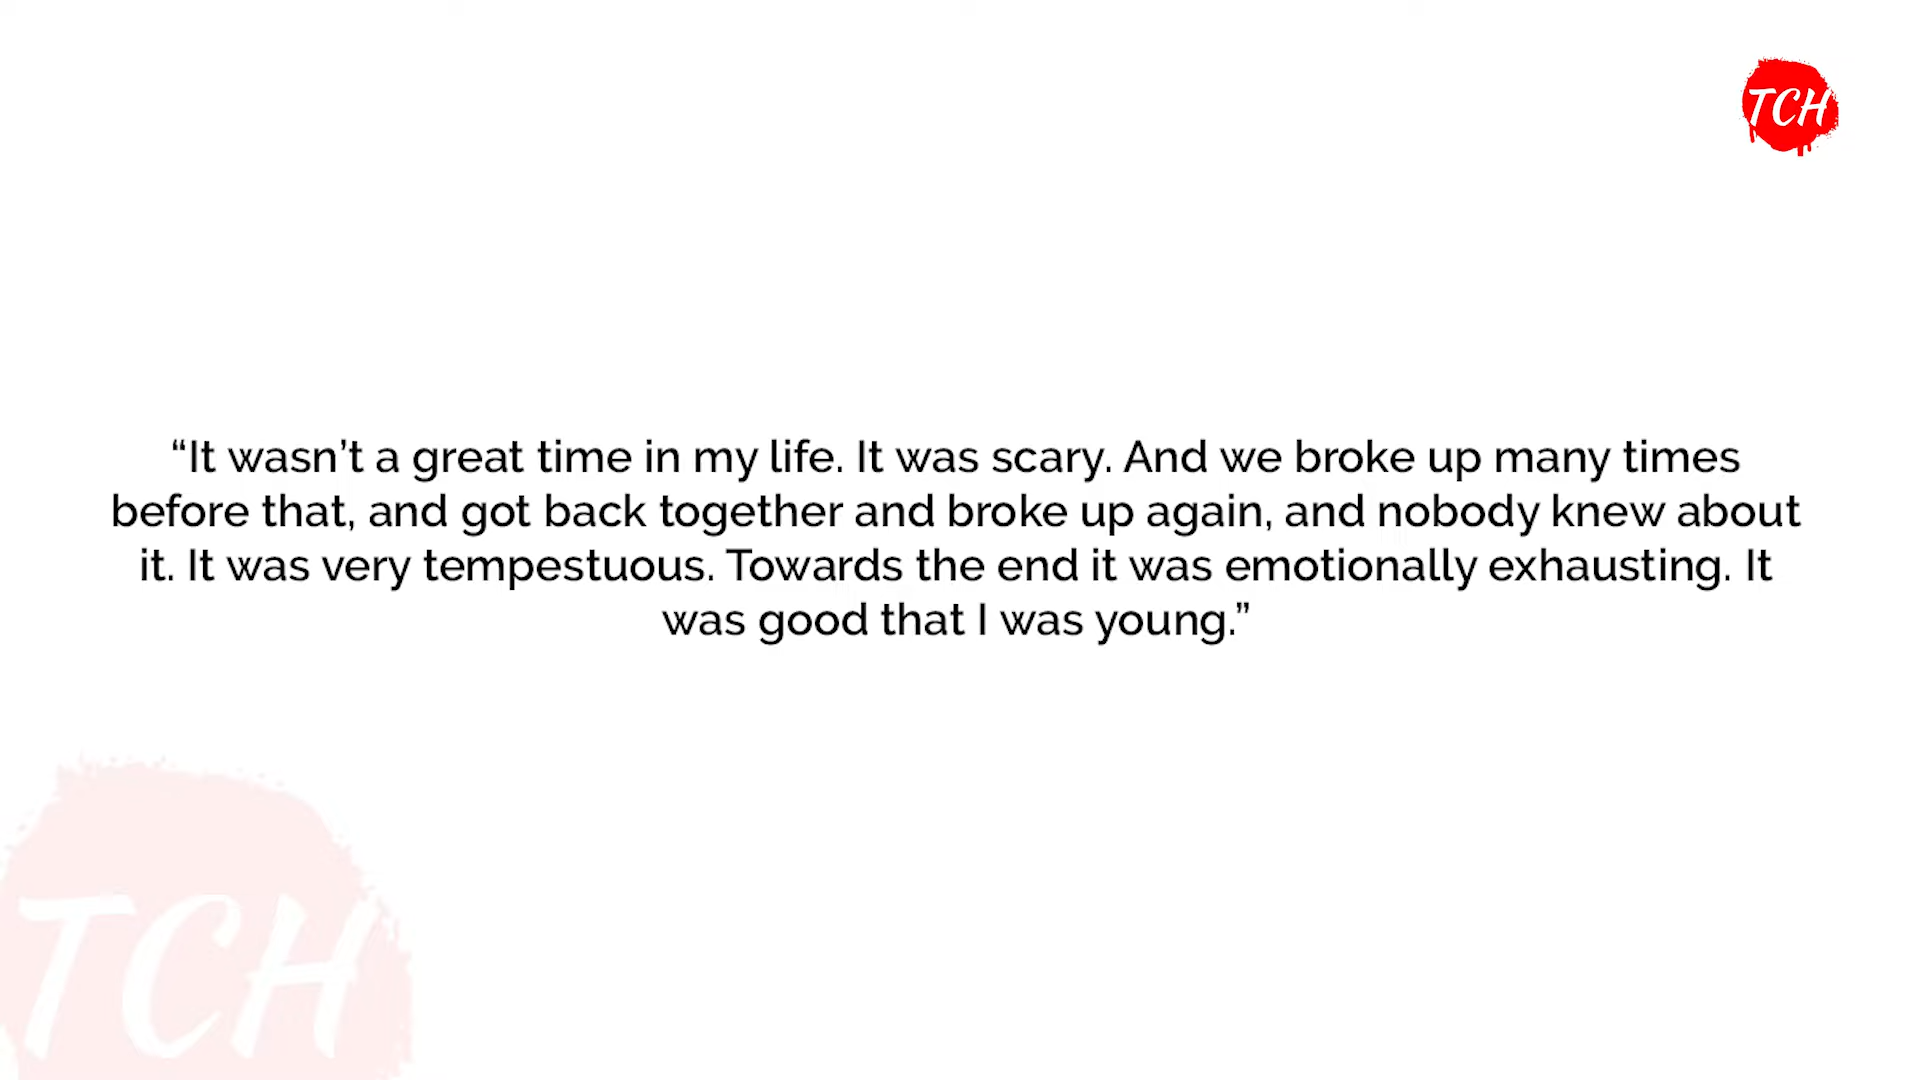 TCH
“It wasn’t a great time in my life. It was scary. And we broke up many times
before that, and got back together and broke up again, and nobody knew about
it. It was very tempestuous. Towards the end it was emotionally exhausting. It
was good that I was young.”
TCH